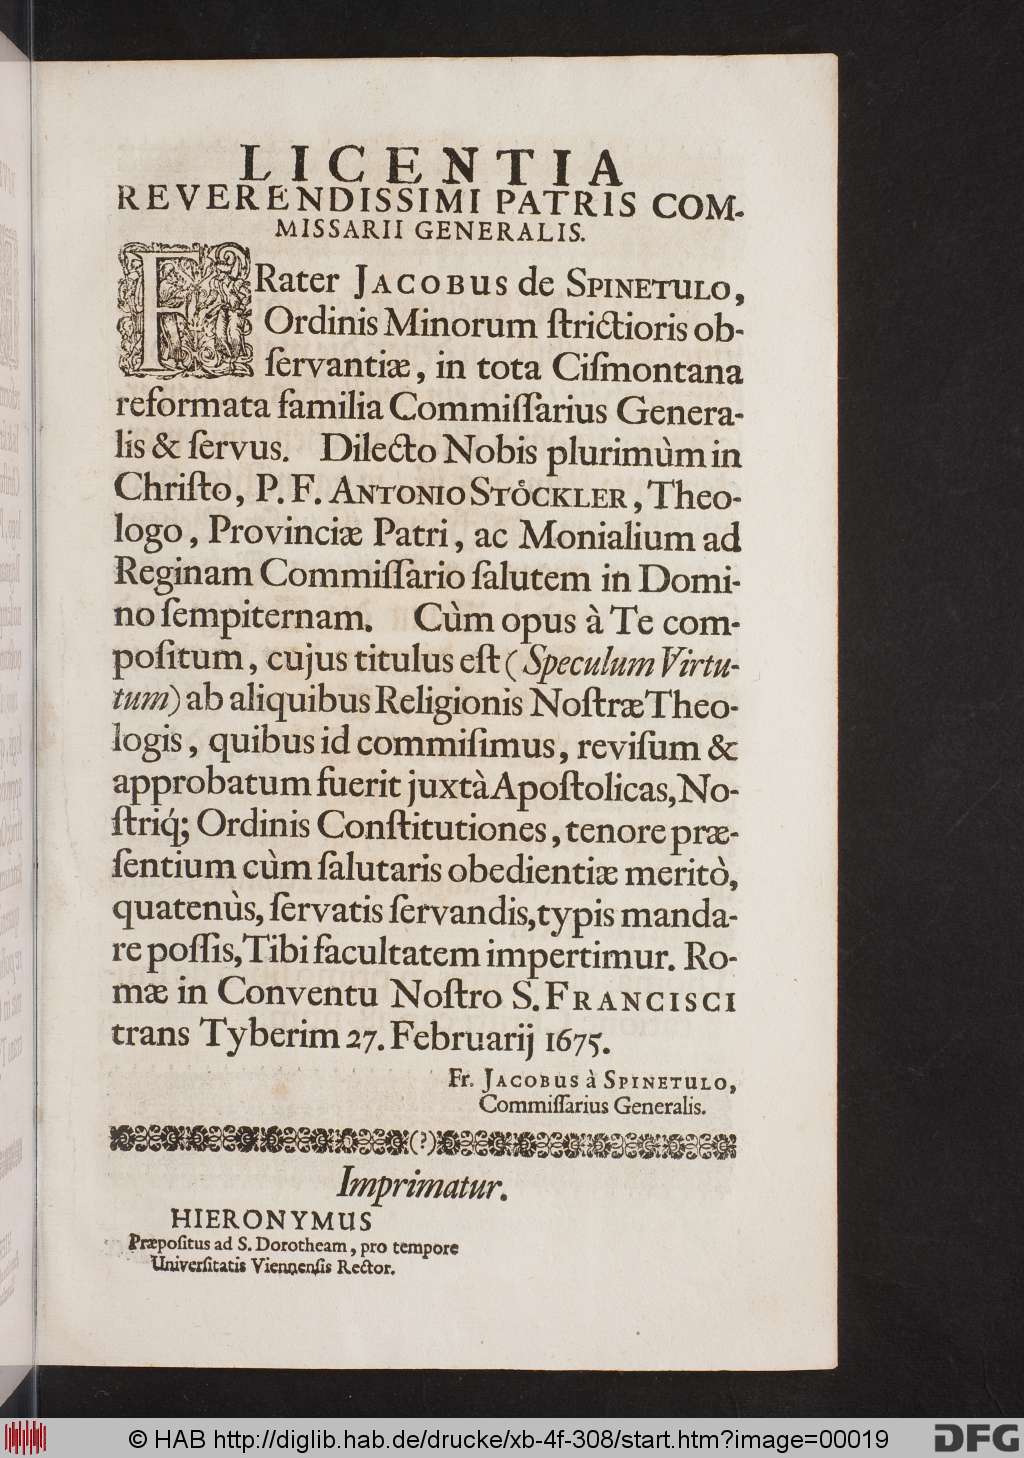 LICENTIA
REVERENDISSIMI PATRIS COM-
MISSARII GENERALIS.
FRater JACOBUS de SPINETULO,
Ordinis Minorum ſtrictioris ob-
ſervantiæ, in tota Ciſmontana
reformata familia Commiſſarius Genera-
lis & ſervus. Dilecto Nobis plurimùm in
Chriſto, P. F. ANTONIO SToͤCKLER, Theo-
logo, Provinciæ Patri, ac Monialium ad
Reginam Commiſſario ſalutem in Domi-
no ſempiternam. Cùm opus à Te com-
poſitum, cujus titulus eſt (Speculum Virtu-
tum) ab aliquibus Religionis Noſtræ Theo-
logis, quibus id commiſimus, reviſum &
approbatum fuerit juxtà Apoſtolicas, No-
ſtriq́; Ordinis Conſtitutiones, tenore præ-
ſentium cùm ſalutaris obedientiæ meritò,
quatenùs, ſervatis ſervandis, typis manda-
re poſſis, Tibi facultatem impertimur. Ro-
mæ in Conventu Noſtro S. FRANCISCI
trans Tyberim 27. Februarij 1675.
Fr. JACOBUS à SPINETULO,
Commiſſarius Generalis.
(?)
Imprimatur.
HIERONYMUS
Præpoſitus ad S. Dorotheam, pro tempore
Univerſitatis Viennenſis Rector.
© HAB http://diglib.hab.de/drucke/xb-4f-308/start.htm?image=00019
DFG